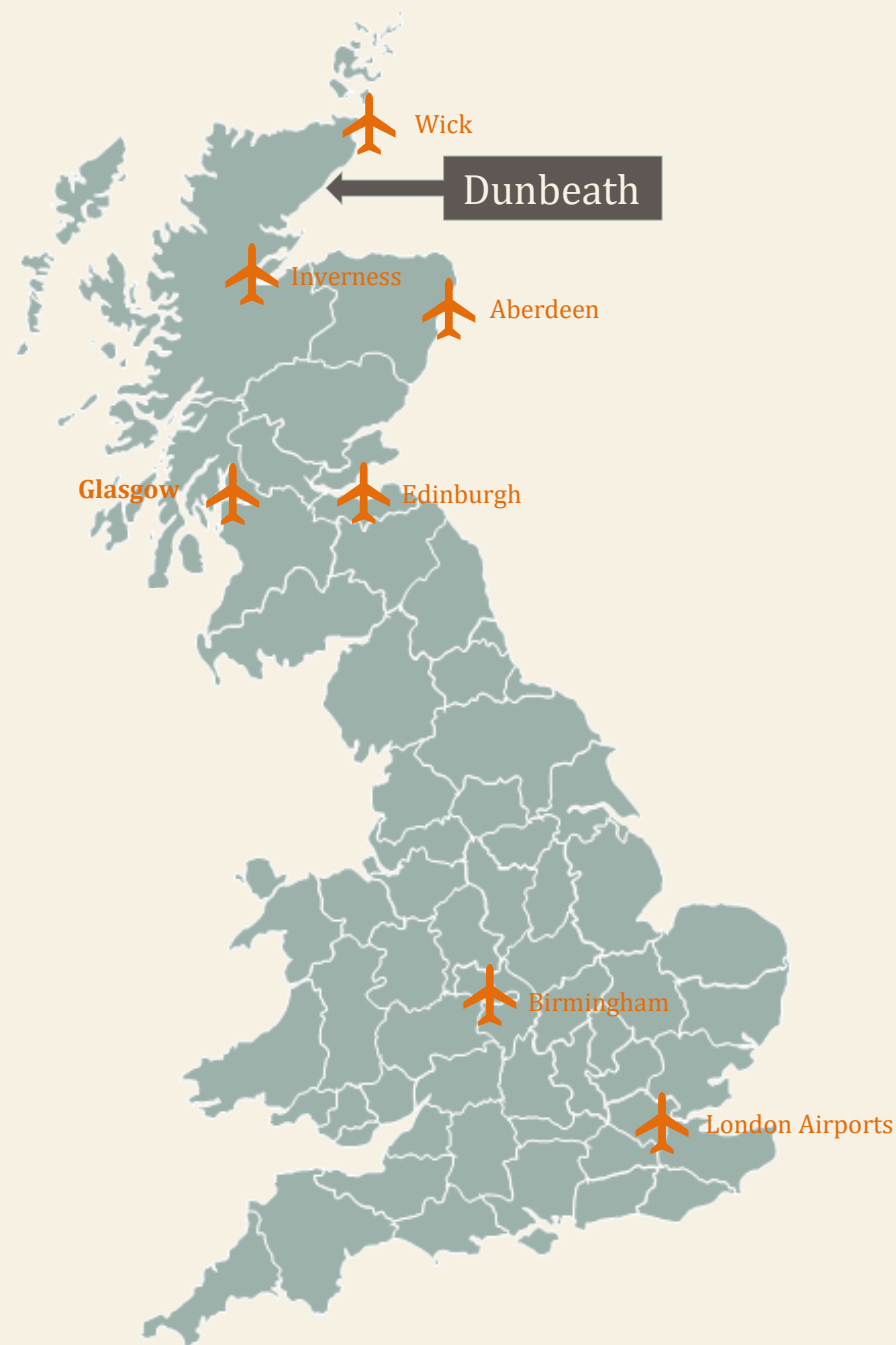 Wick
Dunbeath
Inverness
Aberdeen
Glasgow
Edinburgh
Birmingham
London Airports